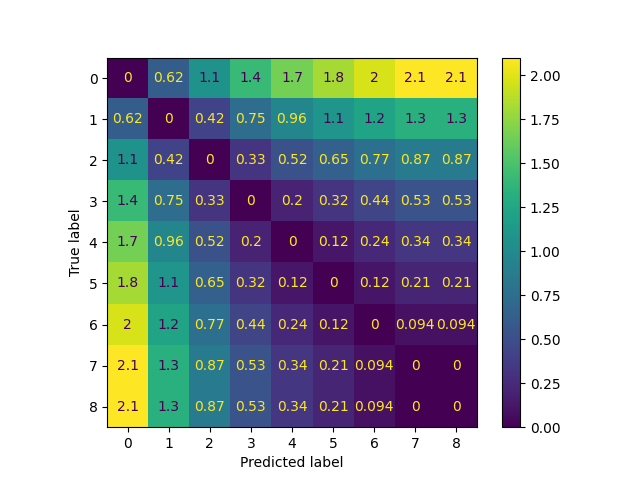 0 0 0.62 1.1 1.4 1.7 1.8 2 2.1 2.1
1 0.62 0 0.42 0.75 0.96 1.1 1.2 1.3 1.3
2 1.1 0.42 0 0.33 0.52 0.65 0.77 0.87 0.87
3 1.4 0.75 0.33 0 0.2 0.32 0.44 0.53 0.53
4 1.7 0.96 0.52 0.2 0 0.12 0.24 0.34 0.34
5 1.8 1.1 0.65 0.32 0.12 0 0.12 0.21 0.21
6 2 1.2 0.77 0.44 0.24 0.12 0 0.094 0.094
7 2.1 1.3 0.87 0.53 0.34 0.21 0.094 0 0
8 2.1 1.3 0.87 0.53 0.34 0.21 0.094 0 0
0 1 2 3 4 5 6 7 8
Predicted label
True label
2.00
1.75
1.50
1.25
1.00
0.75
0.50
0.25
0.00